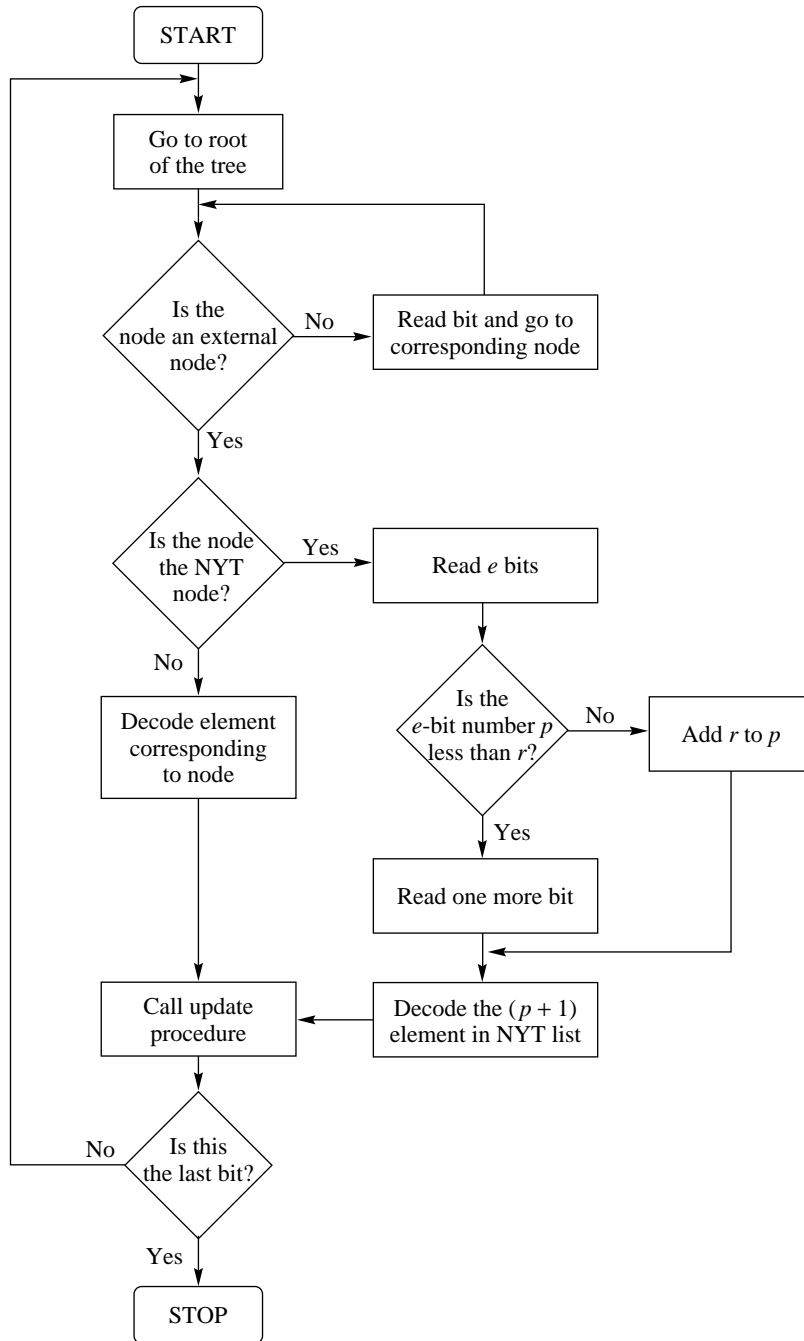 START
Go to root
of the tree
Is the
node an external
node?
No
Read bit and go to
corresponding node
Yes
Is the node
the NYT
node?
Yes
Read e bits
No
Is the
e-bit number p
less than r?
No
Add r to p
Decode element
corresponding
to node
Yes
Read one more bit
Call update
procedure
Decode the (p + 1)
element in NYT list
No
Is this
the last bit?
Yes
STOP